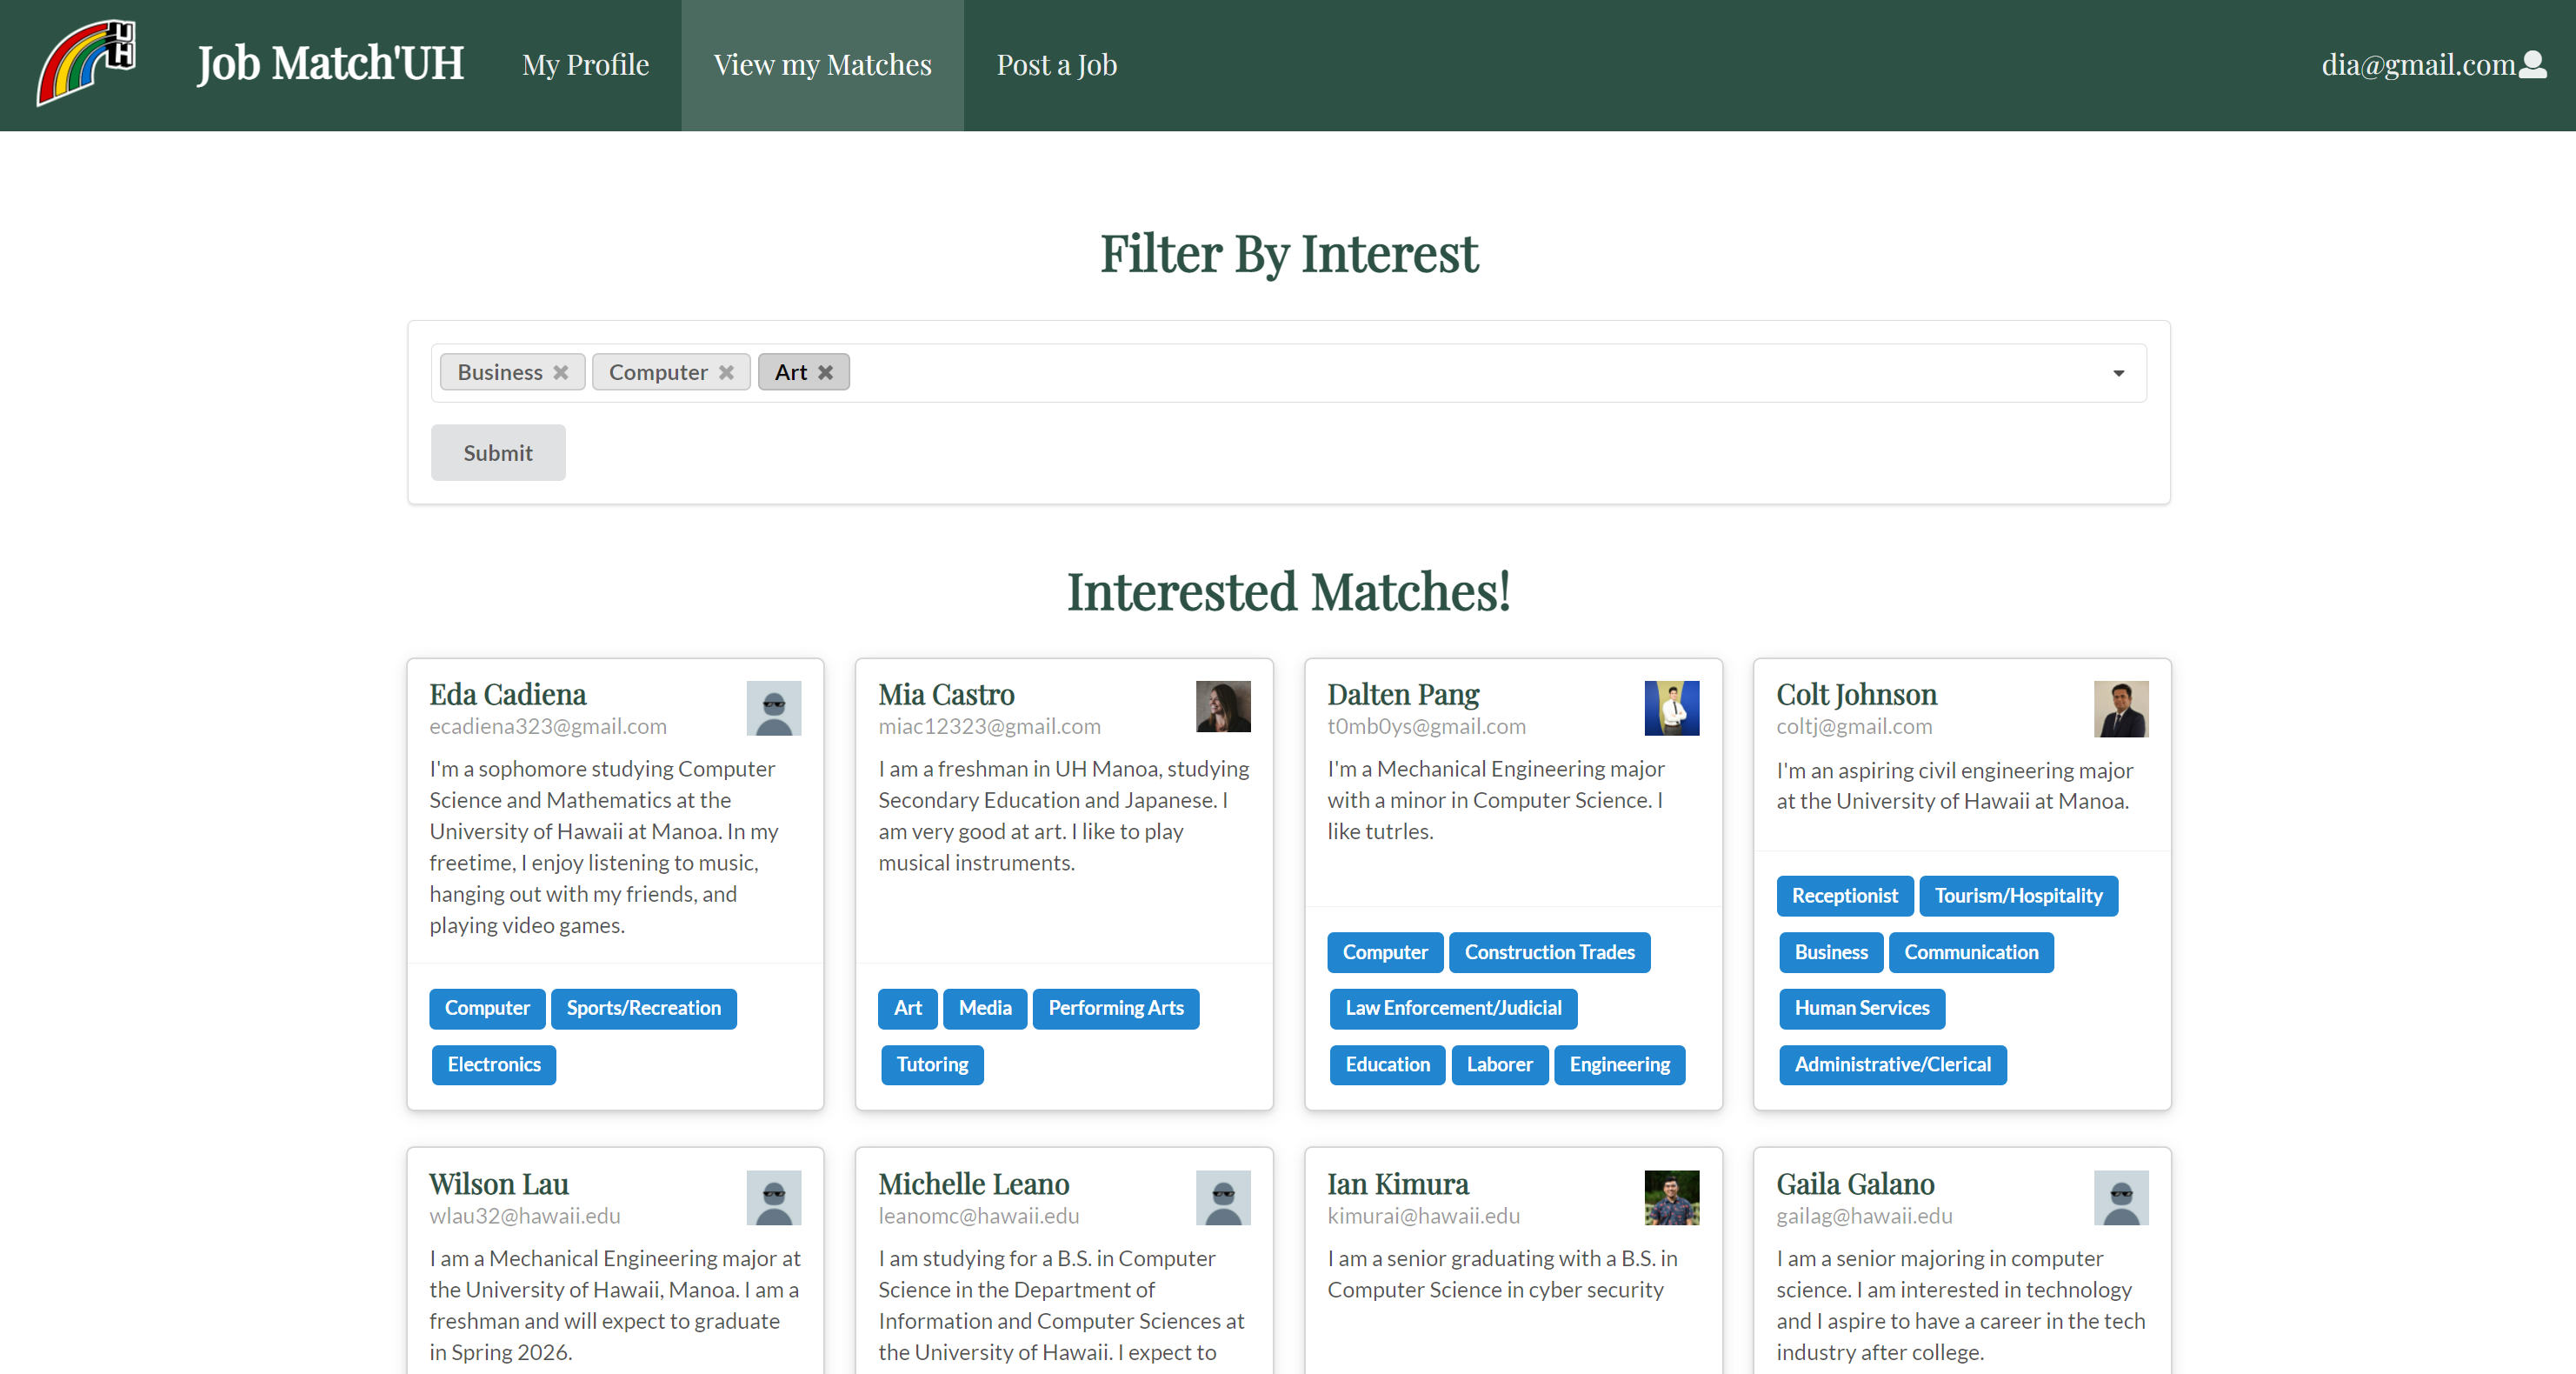 UH
Job Match'UH
My Profile
View my Matches
Post a Job
dia@gmail.com
Filter By Interest
Business
Computer
Art
Submit
Interested Matches!
Eda Cadiena
ecadiena323@gmail.com
I'm a sophomore studying Computer
Science and Mathematics at the
University of Hawaii at Manoa. In my
freetime, I enjoy listening to music,
hanging out with my friends, and
playing video games.
Computer Sports/Recreation
Electronics
Mia Castro
miac12323@gmail.com
I am a freshman in UH Manoa, studying
Secondary Education and Japanese. I
am very good at art. I like to play
musical instruments.
Art Media Performing Arts
Tutoring
Dalten Pang
t0mb0ys@gmail.com
I'm a Mechanical Engineering major
with a minor in Computer Science. I
like tutrles.
Computer Construction Trades
Law Enforcement/Judicial
Education Laborer Engineering
Colt Johnson
coltj@gmail.com
I'm an aspiring civil engineering major
at the University of Hawaii at Manoa.
Receptionist Tourism/Hospitality
Business Communication
Human Services
Administrative/Clerical
Wilson Lau
wlau32@hawaii.edu
I am a Mechanical Engineering major at
the University of Hawaii, Manoa. I am a
freshman and will expect to graduate
in Spring 2026.
Michelle Leano
leanomc@hawaii.edu
I am studying for a B.S. in Computer
Science in the Department of
Information and Computer Sciences at
the University of Hawaii. I expect to
Ian Kimura
kimurai@hawaii.edu
I am a senior graduating with a B.S. in
Computer Science in cyber security
Gaila Galano
gailag@hawaii.edu
I am a senior majoring in computer
science. I am interested in technology
and I aspire to have a career in the tech
industry after college.